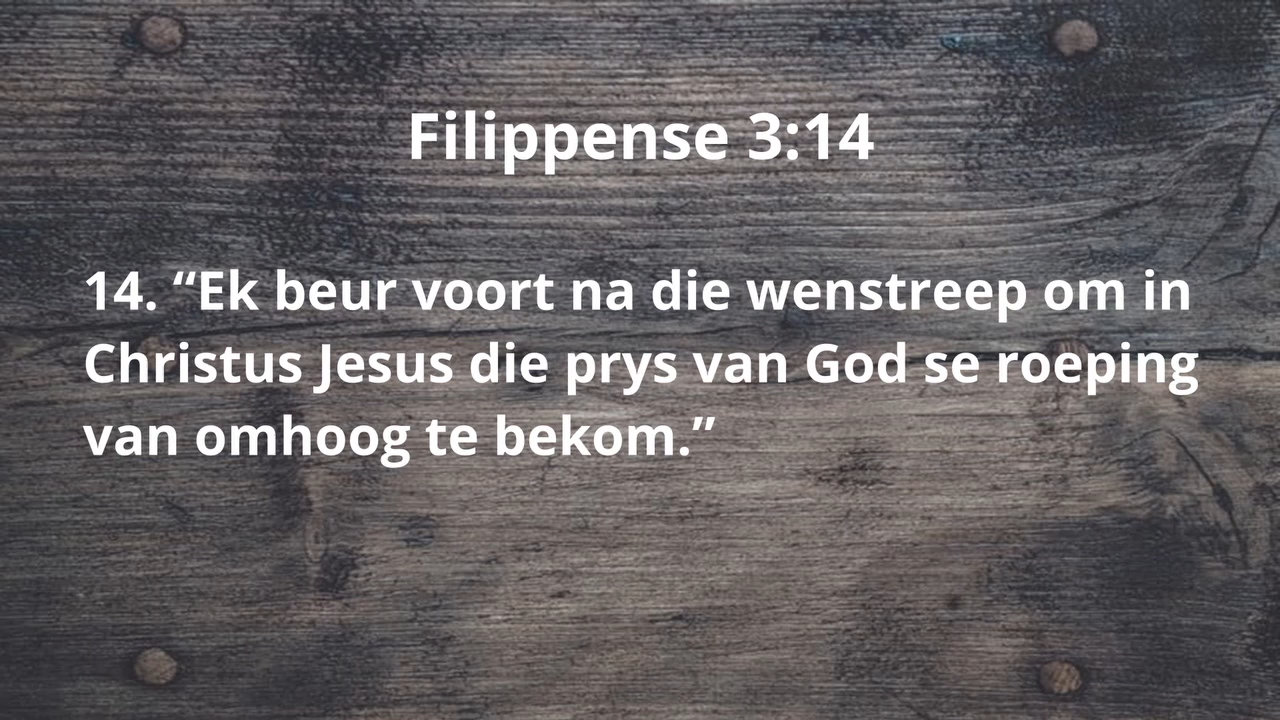 Filippense 3:14
14. “Ek beur voort na die wenstreep om in
Christus Jesus die prys van God se roeping
van omhoog te bekom.”